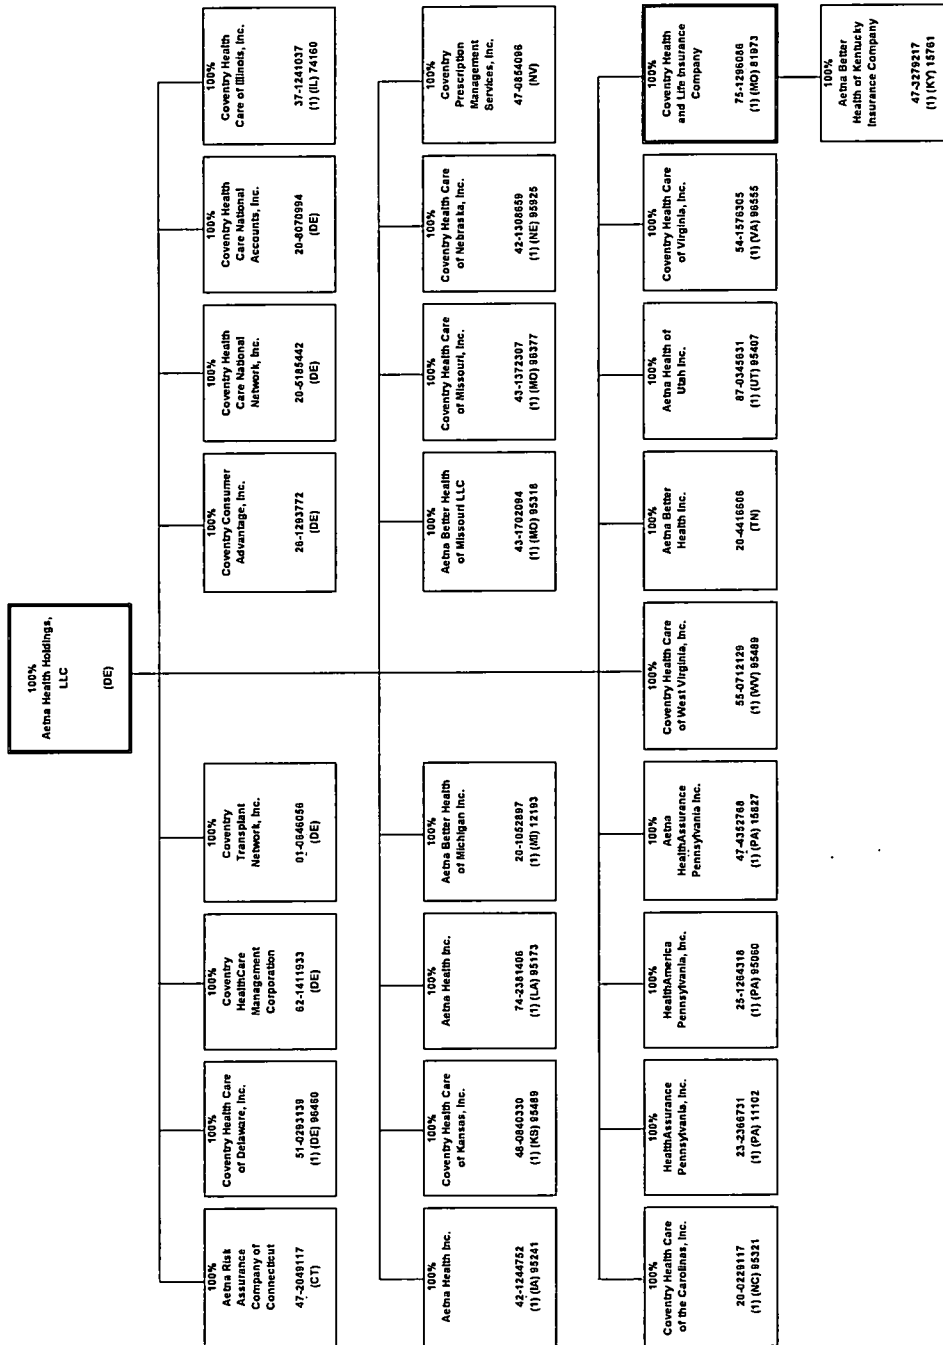 100%
Aetna Health Holdings,
LLC
(DE)
100%
Aetna Risk
Assurance
Company of
Connecticut
47-2049117
(CT)
100%
Coventry Health Care
of Delaware, Inc.
51-029139
(1) (DE) 96460
100%
Coventry
HealthCare
Management
Corporation
62-1411933
(DE)
100%
Coventry
Transplant
Network, Inc.
01-0646056
(DE)
100%
Coventry Consumer
Advantage, Inc.
26-1293772
(DE)
100%
Coventry Health
Care National
Network, Inc.
20-5185442
(DE)
100%
Coventry Health
Care National
Accounts, Inc.
20-8070994
(DE)
100%
Coventry Health
Care of Illinois, Inc.
37-1241037
(1) (IL) 74160
100%
Aetna Health Inc.
42-1244752
(1) (IA) 95241
100%
Coventry Health Care
of Kansas, Inc.
48-0840330
(1) (KS) 95489
100%
Aetna Health Inc.
74-2381406
(1) (LA) 95173
100%
Aetna Better Health
of Michigan Inc.
20-1052897
(1) (MI) 12193
100%
Aetna Better Health
of Missouri LLC
43-1702094
(1) (MO) 95318
100%
Coventry Health Care
of Missouri, Inc.
43-1372307
(1) (MO) 96377
100%
Coventry Health Care
of Nebraska, Inc.
42-1308659
(1) (NE) 95925
100%
Coventry
Prescription
Management
Services, Inc.
47-0854096
(NV)
100%
Coventry Health Care
of the Carolinas, Inc.
20-0229117
(1) (NC) 95321
100%
HealthAssurance
Pennsylvania, Inc.
23-2366731
(1) (PA) 11102
100%
HealthAmerica
Pennsylvania, Inc.
25-1264318
(1) (PA) 95060
100%
Aetna
HealthAssurance
Pennsylvania Inc.
47-4352768
(1) (PA) 15827
100%
Coventry Health Care
of West Virginia, Inc.
55-0712129
(1) (WV) 95489
100%
Aetna Better
Health Inc.
20-4416606
(TN)
100%
Aetna Health of
Utah Inc.
87-0345631
(1) (UT) 95407
100%
Coventry Health Care
of Virginia, Inc.
54-1576305
(1) (VA) 96555
100%
Coventry Health
and Life Insurance
Company
75-1296086
(1) (MO) 81973
100%
Aetna Better
Health of Kentucky
Insurance Company
47-3279217
(1) (KY) 15761